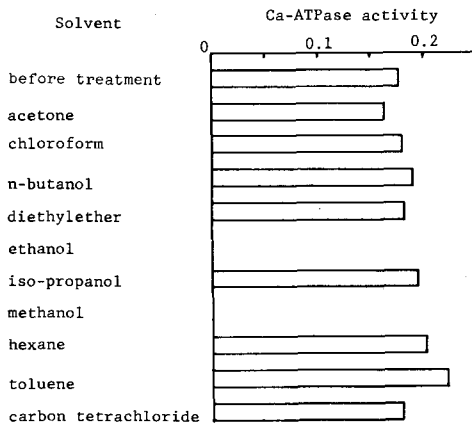 Solvent
Ca-ATPase activity
0 0.1 0.2
before treatment
acetone
chloroform
n-butanol
diethylether
ethanol
iso-propanol
methanol
hexane
toluene
carbon tetrachloride